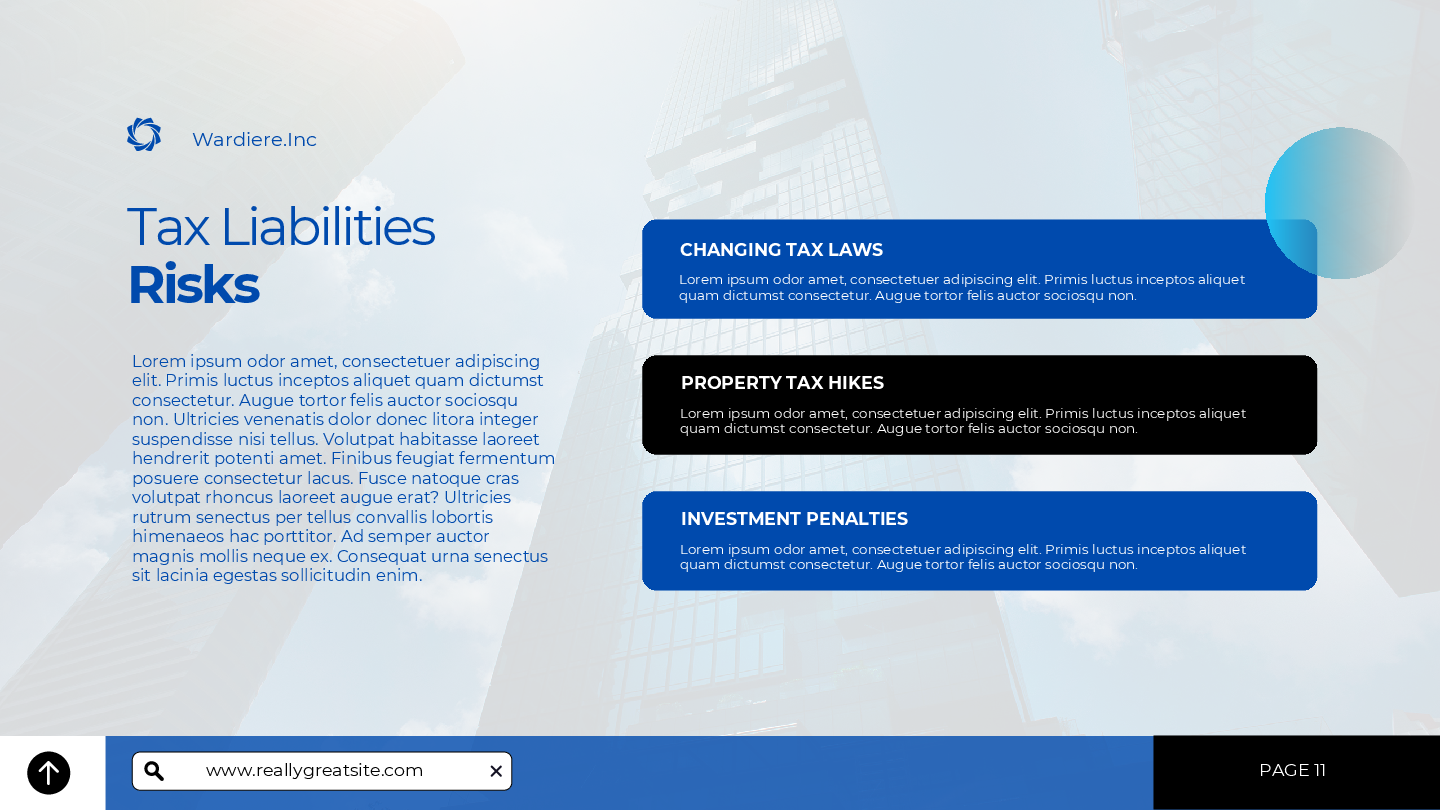 Wardiere.Inc
Tax Liabilities
Risks
Lorem ipsum odor amet, consectetuer adipiscing
elit. Primis luctus inceptos aliquet quam dictumst
consectetur. Augue tortor felis auctor sociosqu
non. Ultricies venenatis dolor donec litora integer
suspendisse nisi tellus. Volutpat habitasse laoreet
hendrerit potenti amet. Finibus feugiat fermentum
posuere consectetur lacus. Fusce natoque cras
volutpat rhoncus laoreet augue erat? Ultricies
rutrum senectus per tellus convallis lobortis
himenaeos hac porttitor. Ad semper auctor
magnis mollis neque ex. Consequat urna senectus
sit lacinia egestas sollicitudin enim.
CHANGING TAX LAWS
Lorem ipsum odor amet, consectetuer adipiscing elit. Primis luctus inceptos aliquet
quam dictumst consectetur. Augue tortor felis auctor sociosqu non.
PROPERTY TAX HIKES
Lorem ipsum odor amet, consectetuer adipiscing elit. Primis luctus inceptos aliquet
quam dictumst consectetur. Augue tortor felis auctor sociosqu non.
INVESTMENT PENALTIES
Lorem ipsum odor amet, consectetuer adipiscing elit. Primis luctus inceptos aliquet
quam dictumst consectetur. Augue tortor felis auctor sociosqu non.
www.reallygreatsite.com
PAGE 11